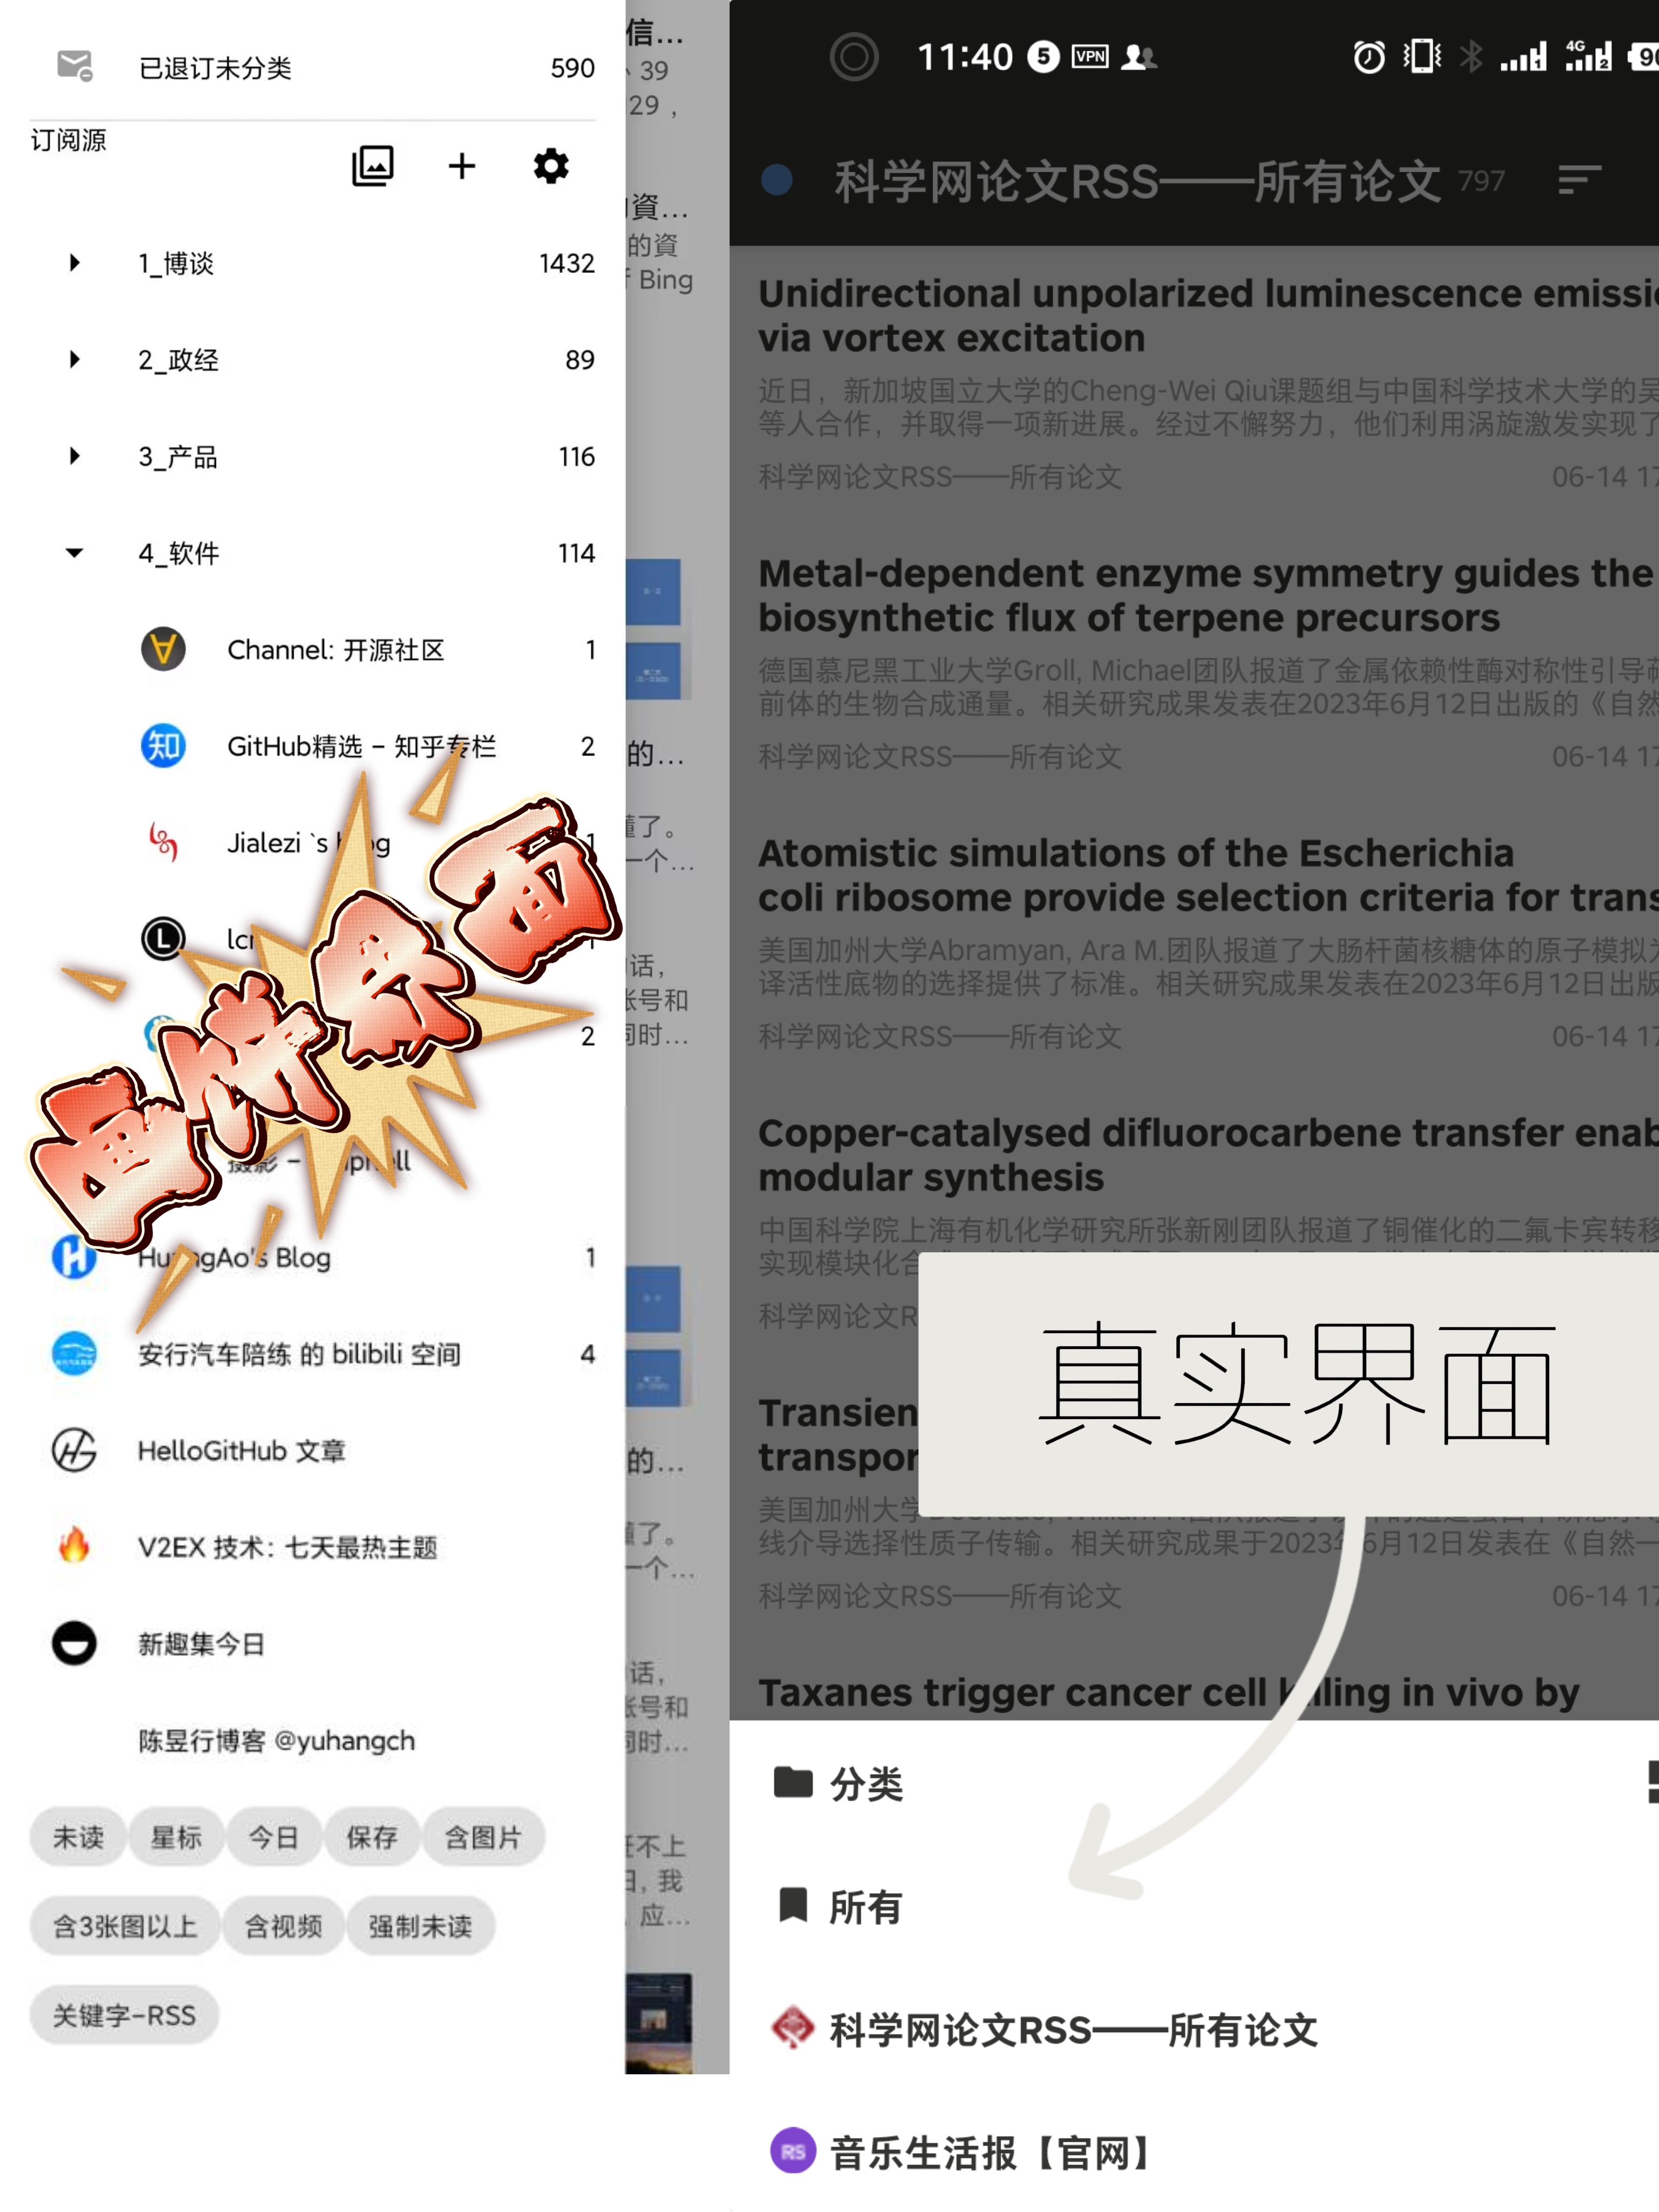 已退订未分类 590
订阅源
1_博谈 1432
2_政经 89
3_产品 116
4_软件 114
Channel: 开源社区 1
GitHub精选 - 知乎专栏 2
Jialezi `s
1
2
摄影 -
HuangAo's Blog 1
安行汽车陪练 的 bilibili 空间 4
HelloGitHub 文章
V2EX 技术: 七天最热主题
新趣集今日
陈昱行博客 @yuhangch
未读 星标 今日 保存 含图片
含3张图以上 含视频 强制未读
关键字-RSS
界面
信...
39
29 ,
資...
的資
Bing
的...
了。
一个...
话,
账号和
同时...
的...
了。
一个...
话,
账号和
同时...
不上
日, 我
应...
11:40 5 VPN 4G 1 2 90
科学网论文RSS——所有论文 797
Unidirectional unpolarized luminescence emissi
via vortex excitation
近日，新加坡国立大学的Cheng-Wei Qiu课题组与中国科学技术大学的吴
等人合作，并取得一项新进展。经过不懈努力，他们利用涡旋激发实现了
科学网论文RSS——所有论文 06-14 17
Metal-dependent enzyme symmetry guides the
biosynthetic flux of terpene precursors
德国慕尼黑工业大学Groll, Michael团队报道了金属依赖性酶对称性引导萜
前体的生物合成通量。相关研究成果发表在2023年6月12日出版的《自然
科学网论文RSS——所有论文 06-14 17
Atomistic simulations of the Escherichia
coli ribosome provide selection criteria for trans
美国加州大学Abramyan, Ara M.团队报道了大肠杆菌核糖体的原子模拟为
译活性底物的选择提供了标准。相关研究成果发表在2023年6月12日出版
科学网论文RSS——所有论文 06-14 17
Copper-catalysed difluorocarbene transfer enab
modular synthesis
中国科学院上海有机化学研究所张新刚团队报道了铜催化的二氟卡宾转移
实现模块化合
科学网论文R
真实界面
Transien
transpor
美国加州大学
线介导选择性质子传输。相关研究成果于2023年6月12日发表在《自然—
科学网论文RSS——所有论文 06-14 17
Taxanes trigger cancer cell killing in vivo by
分类
所有
科学网论文RSS——所有论文
RS 音乐生活报【官网】